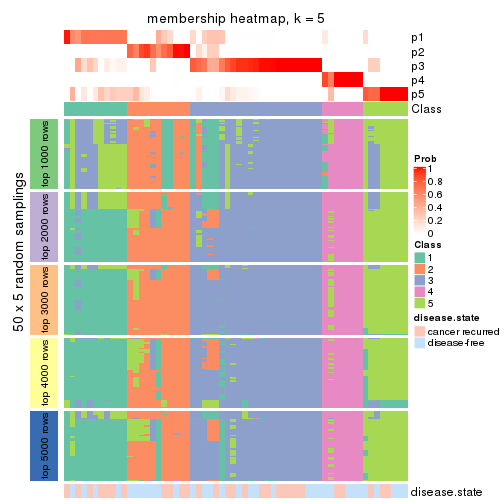 membership heatmap, k = 5
p1
p2
p3
p4
p5
Class
50 x 5 random samplings
top 1000 rows
top 2000 rows
top 3000 rows
top 4000 rows
top 5000 rows
disease.state
Prob
1
0.8
0.6
0.4
0.2
0
Class
1
2
3
4
5
disease.state
cancer recurred
disease-free